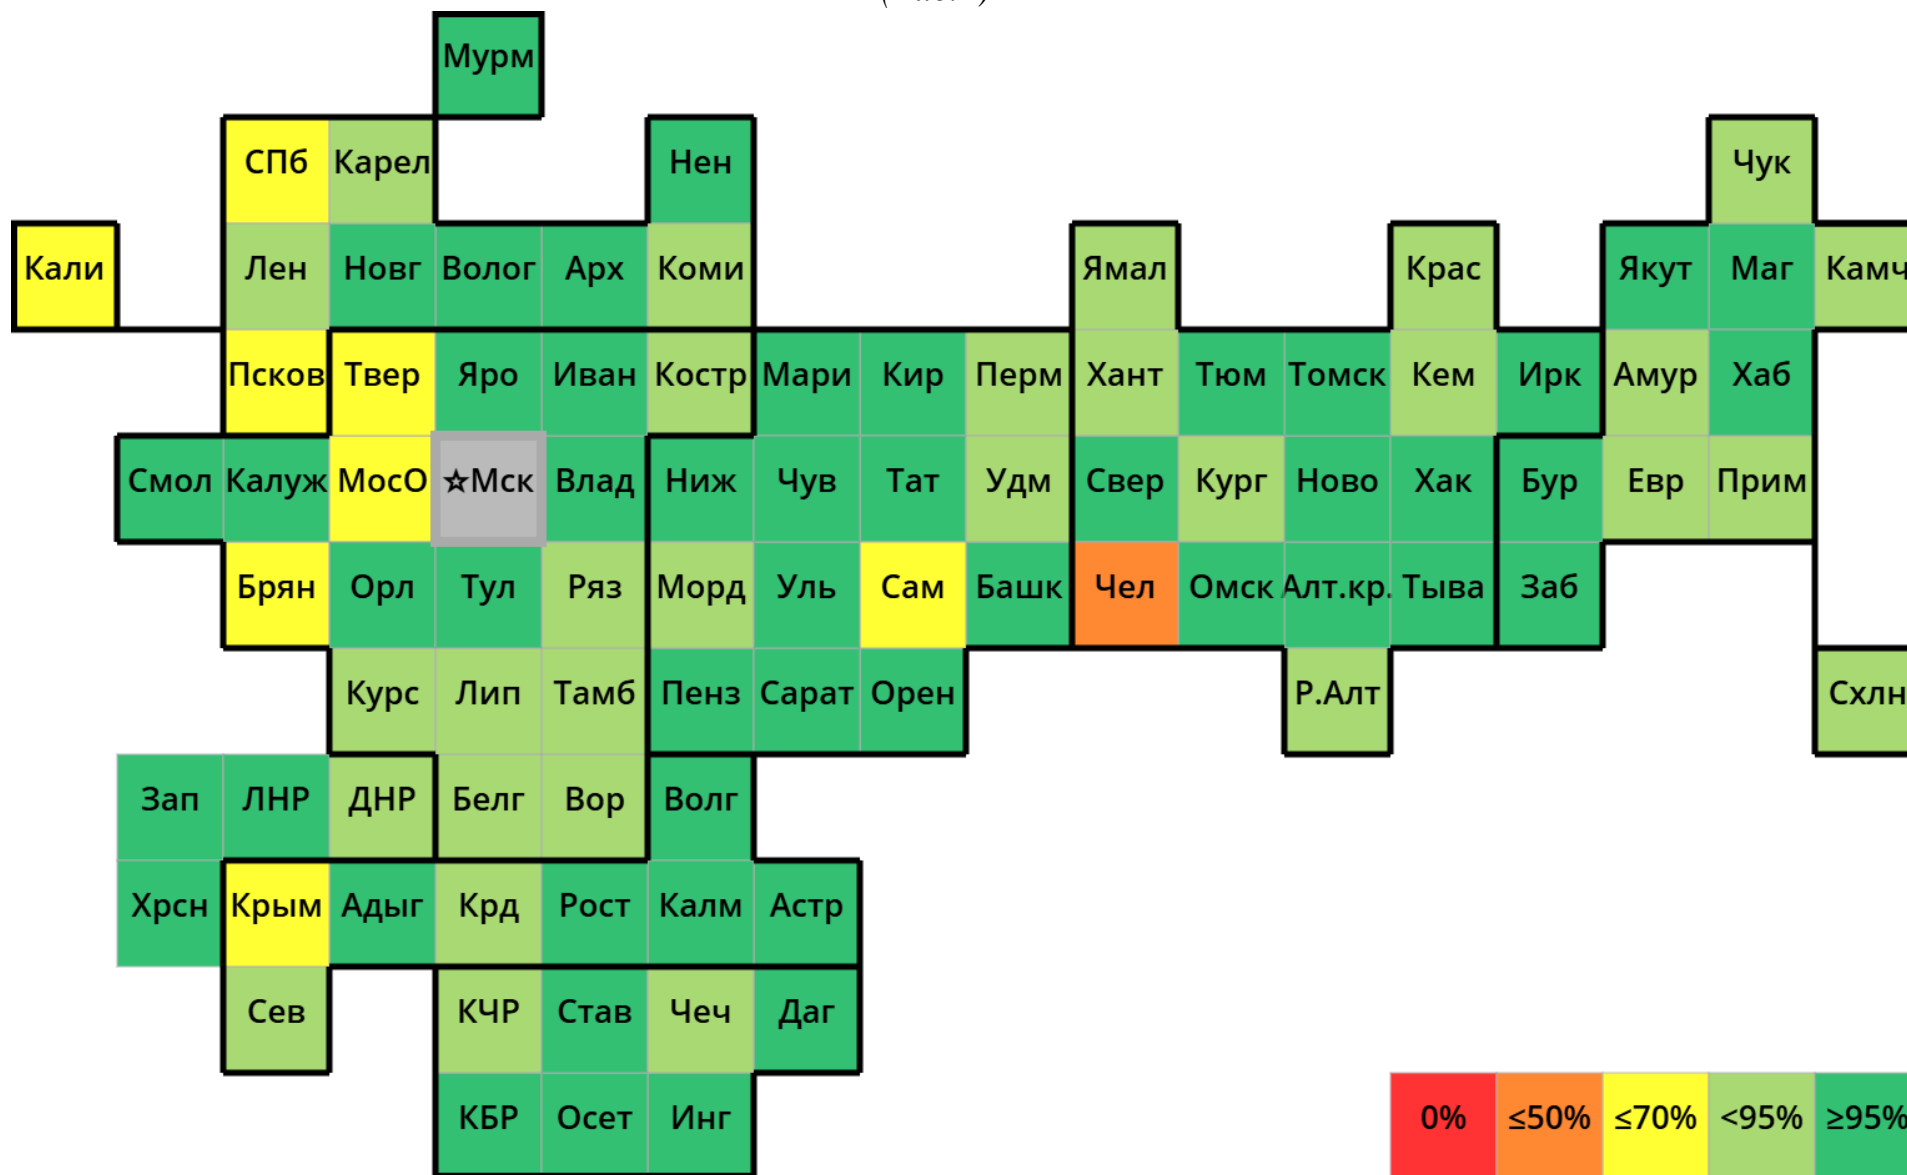 Мурм
СПб Карел Нен Чук
Кали Лен Новг Волог Арх Коми Ямал Крас Якут Маг Камч
Псков Твер Яро Иван Костр Мари Кир Перм Хант Тюм Томск Кем Ирк Амур Хаб
Смол Калуж МосО ☆Мск Влад Ниж Чув Тат Удм Свер Кург Ново Хак Бур Евр Прим
Брян Орл Тул Ряз Морд Уль Сам Башк Чел Омск Алт.кр. Тыва Заб
Курс Лип Тамб Пенз Сарат Орен Р.Алт Схлн
Зап ЛНР ДНР Белг Вор Волг
Хрсн Крым Адыг Крд Рост Калм Астр
Сев КЧР Став Чеч Даг
КБР Осет Инг 0% ≤50% ≤70% <95% ≥95%